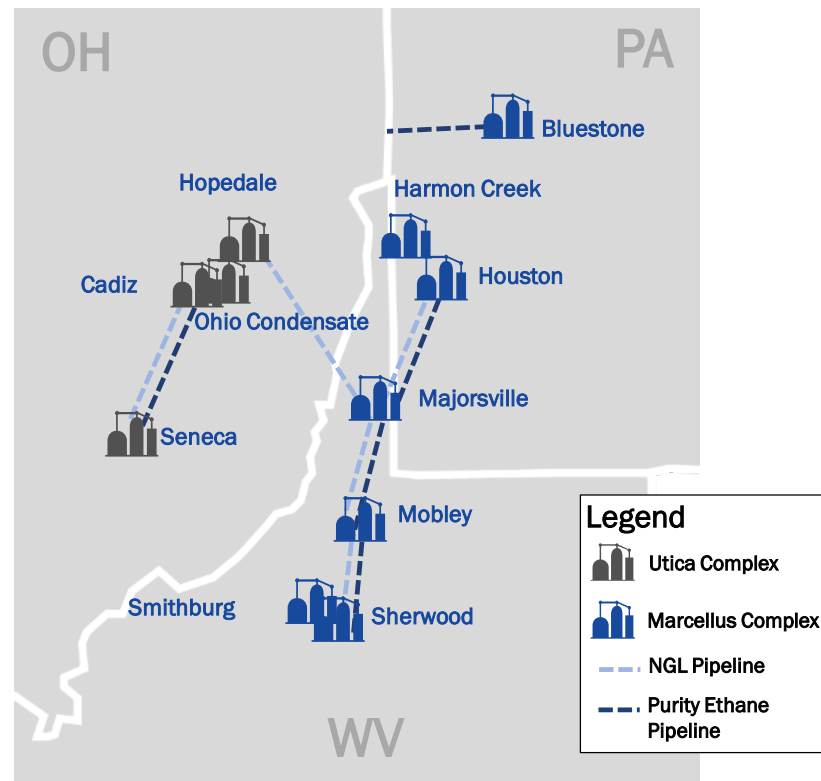 OH
PA
Bluestone
Hopedale
Harmon Creek
Cadiz
Houston
Ohio Condensate
Majorsville
Seneca
Mobley
Smithburg
Sherwood
WV
Legend
Utica Complex
Marcellus Complex
NGL Pipeline
Purity Ethane
Pipeline